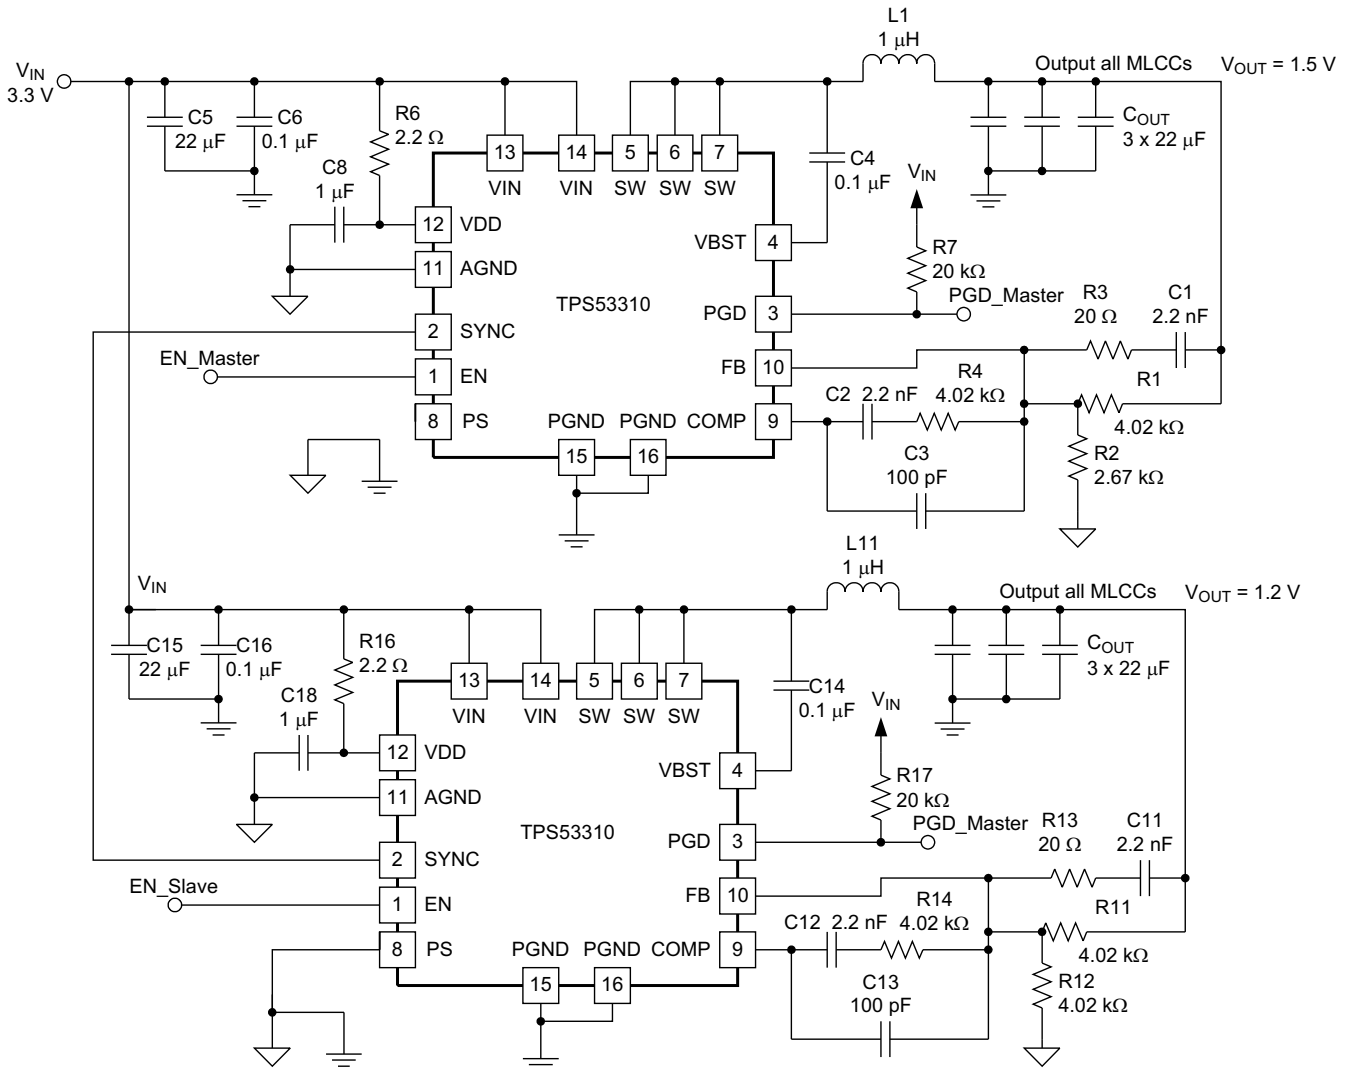 L1
1 μH
VIN
3.3 V
Output all MLCCs
VOUT = 1.5 V
C5
22 μF
C6
0.1 μF
R6
2.2 Ω
COUT
3 x 22 μF
C8
1 μF
13
14
5
6
7
VIN
VIN
SW
SW
SW
C4
0.1 μF
VIN
12
VDD
VBST
4
R7
20 kΩ
11
AGND
TPS53310
PGD
3
PGD_Master
R3
20 Ω
C1
2.2 nF
2
SYNC
EN_Master
1
EN
FB
10
R4
4.02 kΩ
R1
4.02 kΩ
C2 2.2 nF
8
PS
PGND
PGND
COMP
9
15
16
C3
100 pF
R2
2.67 kΩ
L11
1 μH
VIN
Output all MLCCs
VOUT = 1.2 V
C15
22 μF
C16
0.1 μF
R16
2.2 Ω
COUT
3 x 22 μF
C18
1 μF
13
14
5
6
7
VIN
VIN
SW
SW
SW
C14
0.1 μF
VIN
12
VDD
VBST
4
R17
20 kΩ
11
AGND
TPS53310
PGD
3
PGD_Master
R13
20 Ω
C11
2.2 nF
2
SYNC
EN_Slave
1
EN
FB
10
R14
4.02 kΩ
R11
4.02 kΩ
C12 2.2 nF
8
PS
PGND
PGND
COMP
9
15
16
C13
100 pF
R12
4.02 kΩ